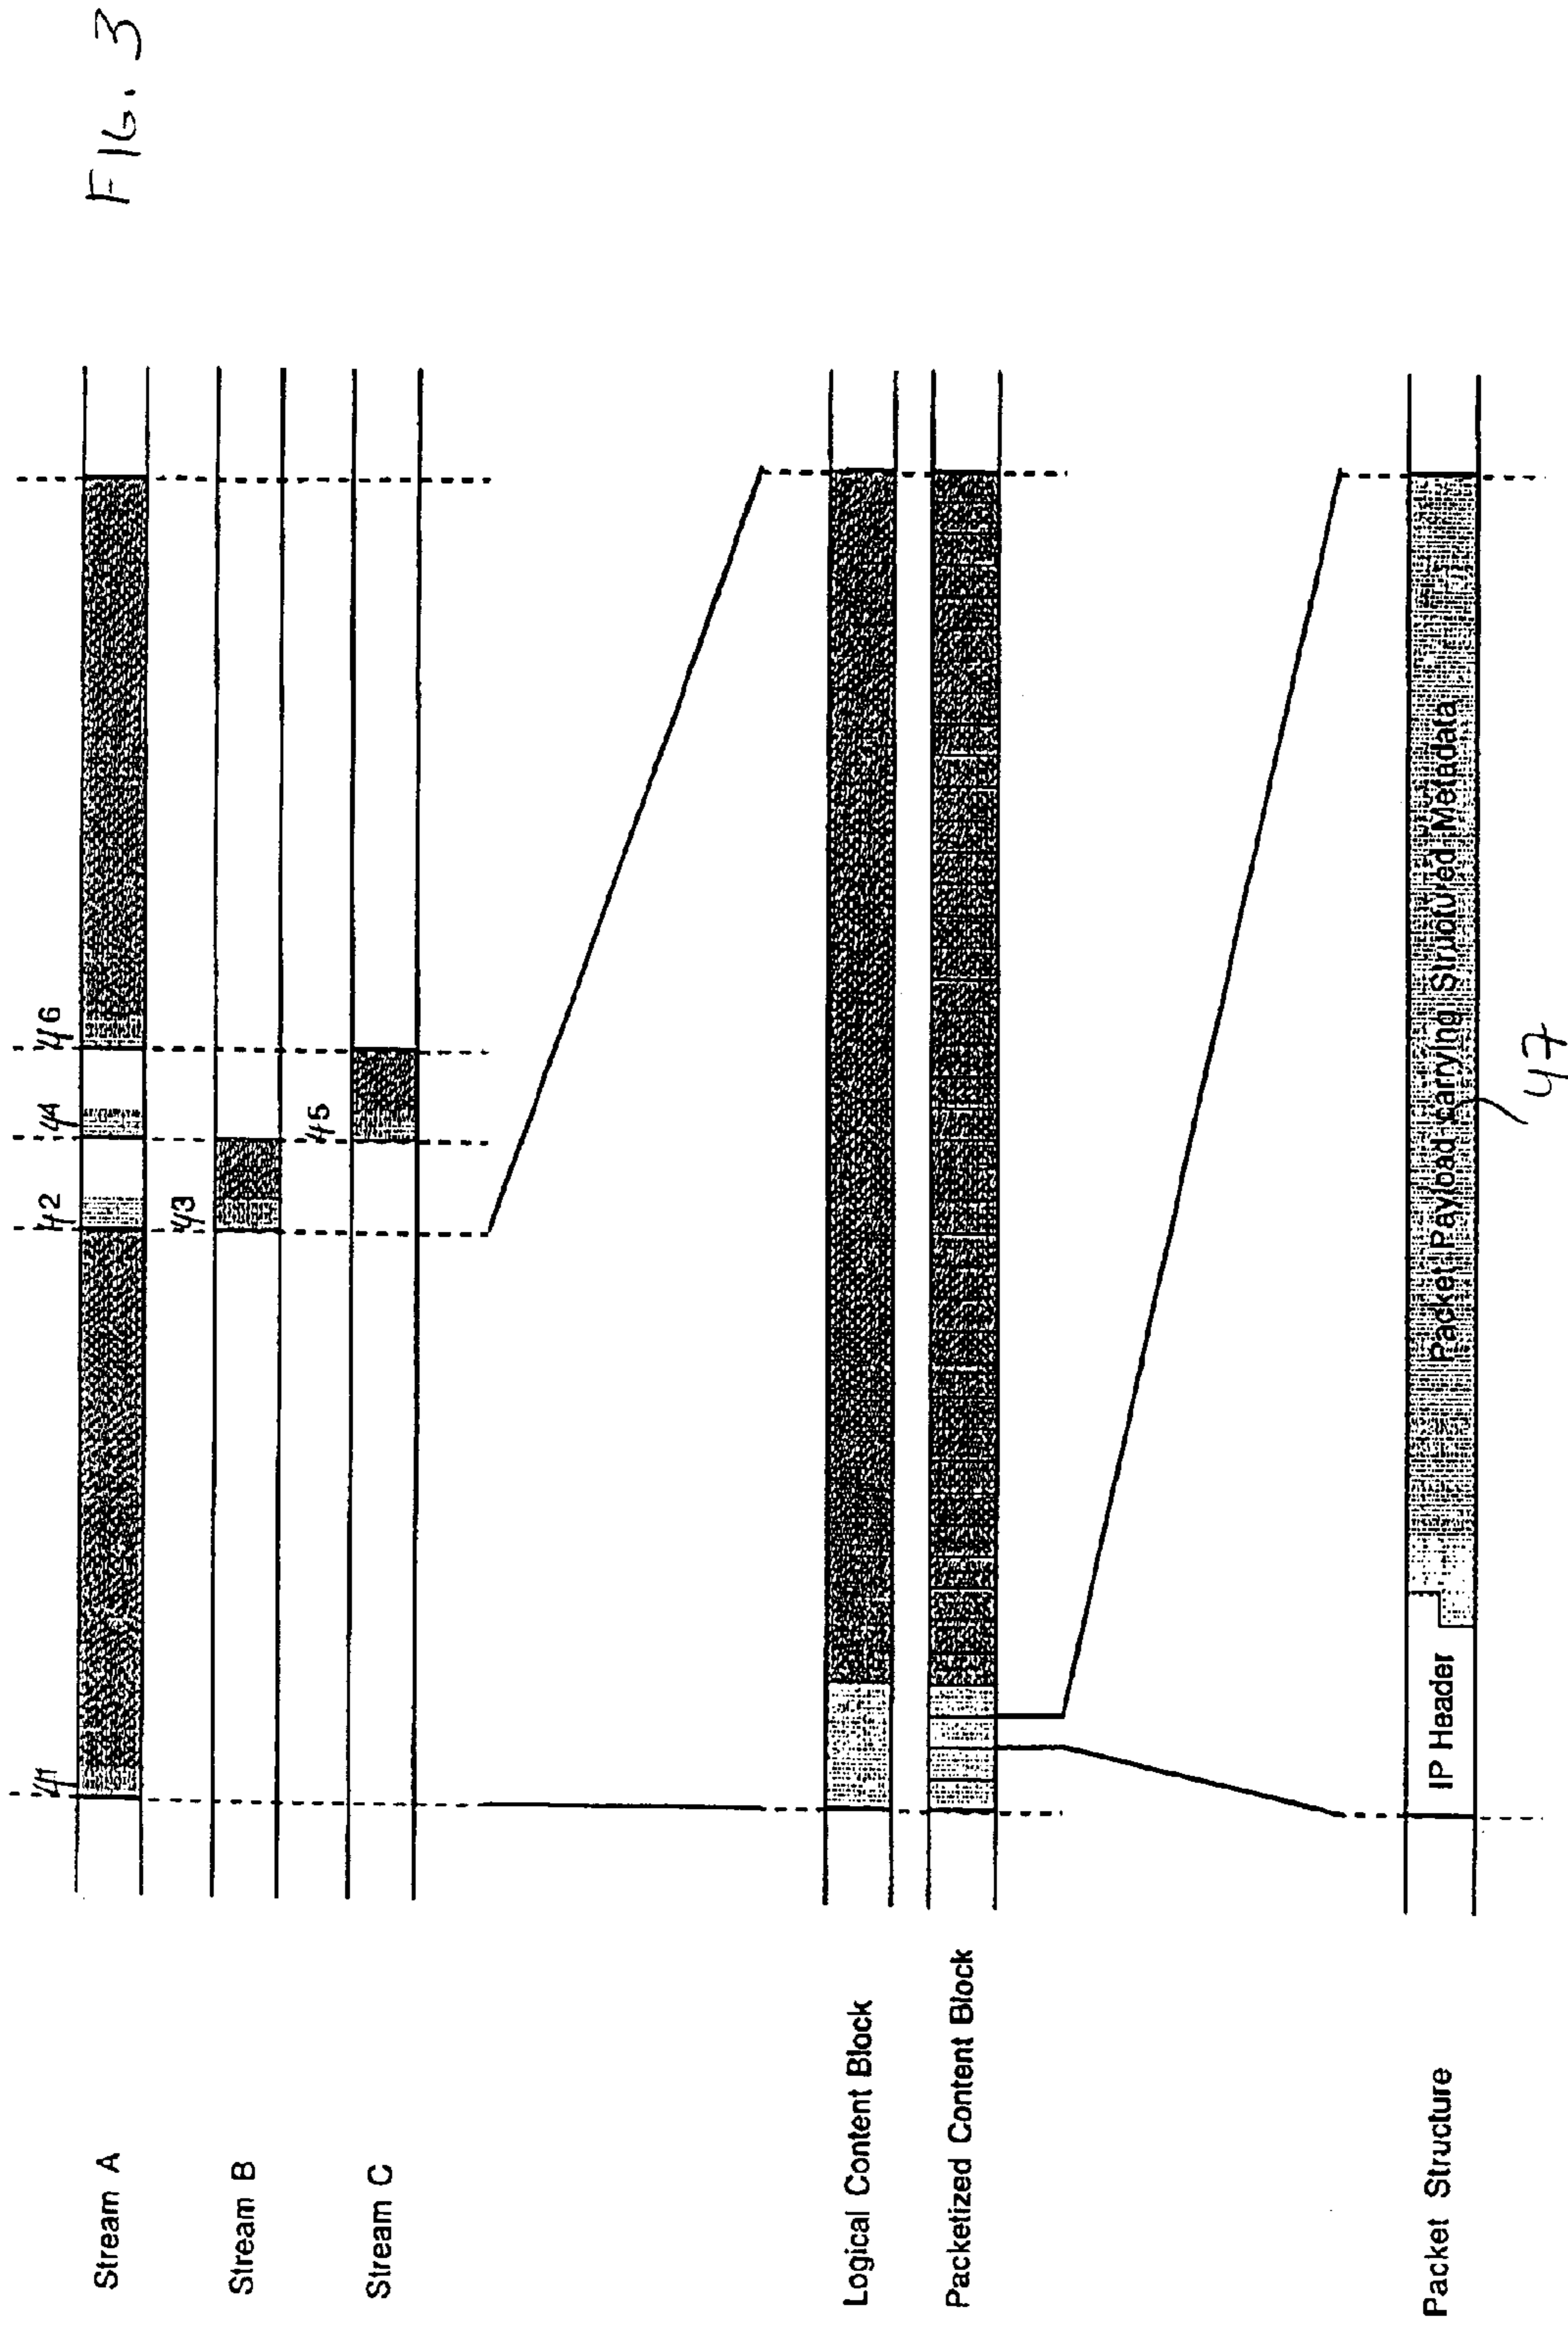 FIG. 3
41
42
44
46
Stream A
43
Stream B
45
Stream C
Logical Content Block
Packetized Content Block
Packet Structure
IP Header
Packet Payload carrying Structured Metadata
47